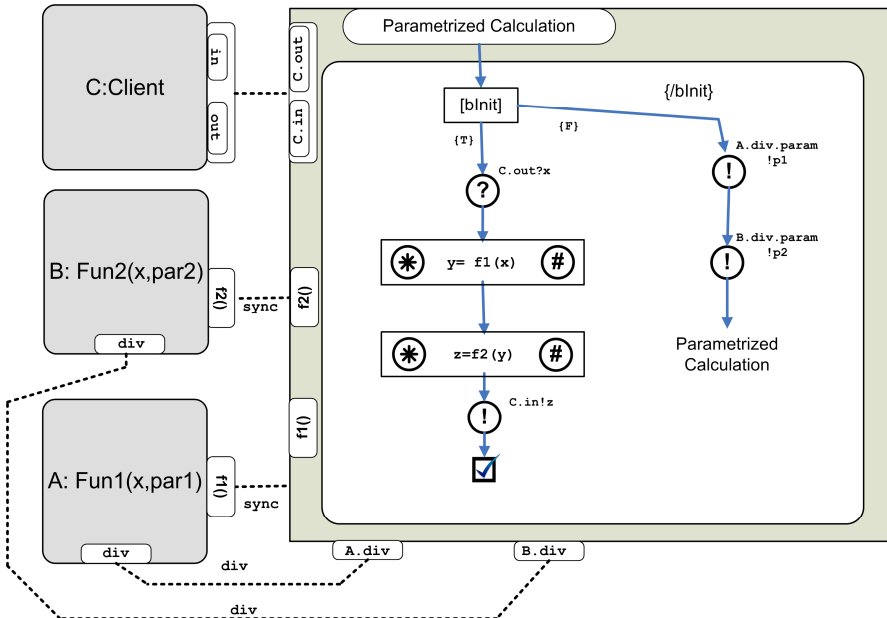 Parametrized Calculation
C:Client
in
out
C.out
C.in
[bInit]
{/bInit}
{T}
{F}
C.out?x
?
A.div.param
!p1
!
B.div.param
!p2
!
B: Fun2(x,par2)
f2()
sync
f2()
div
* y= f1(x) #
* z=f2(y) #
Parametrized
Calculation
C.in!z
!
A: Fun1(x,par1)
f1()
sync
f1()
div
A.div
B.div
div
div